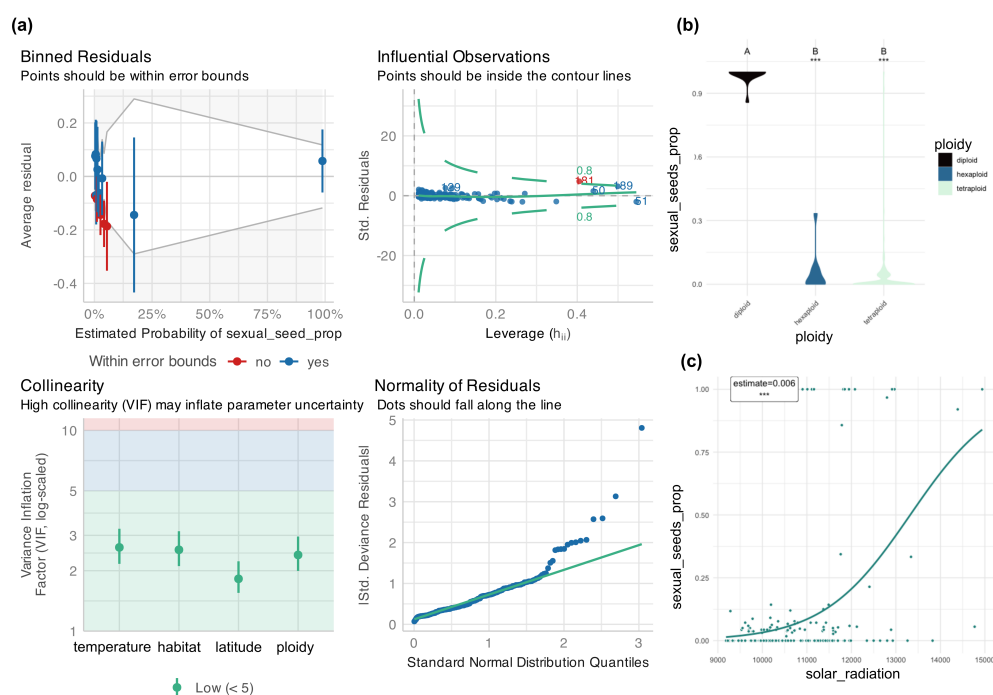 (a)
Binned Residuals
Points should be within error bounds
0.2
0.0
-0.2
-0.4
Average residual
0%
25%
50%
75%
100%
Estimated Probability of sexual_seed_prop
Within error bounds no yes
Influential Observations
Points should be inside the contour lines
20
0
-20
Std. Residuals
0.8
181
189
50
51
0.8
0.0
0.2
0.4
Leverage (hii)
Collinearity
High collinearity (VIF) may inflate parameter uncertainty
10
5
3
2
1
Variance Inflation
Factor (VIF, log-scaled)
temperature
habitat
latitude
ploidy
Low (< 5)
Normality of Residuals
Dots should fall along the line
5
4
3
2
1
0
|Std. Deviance Residuals|
0
1
2
3
Standard Normal Distribution Quantiles
(b)
A
B
B
***
***
0.9
0.6
0.3
0.0
sexual_seeds_prop
diploid
hexaploid
tetraploid
ploidy
ploidy
diploid
hexaploid
tetraploid
(c)
estimate=0.006
***
1.00
0.75
0.50
0.25
0.00
sexual_seeds_prop
9000
10000
11000
12000
13000
14000
15000
solar_radiation